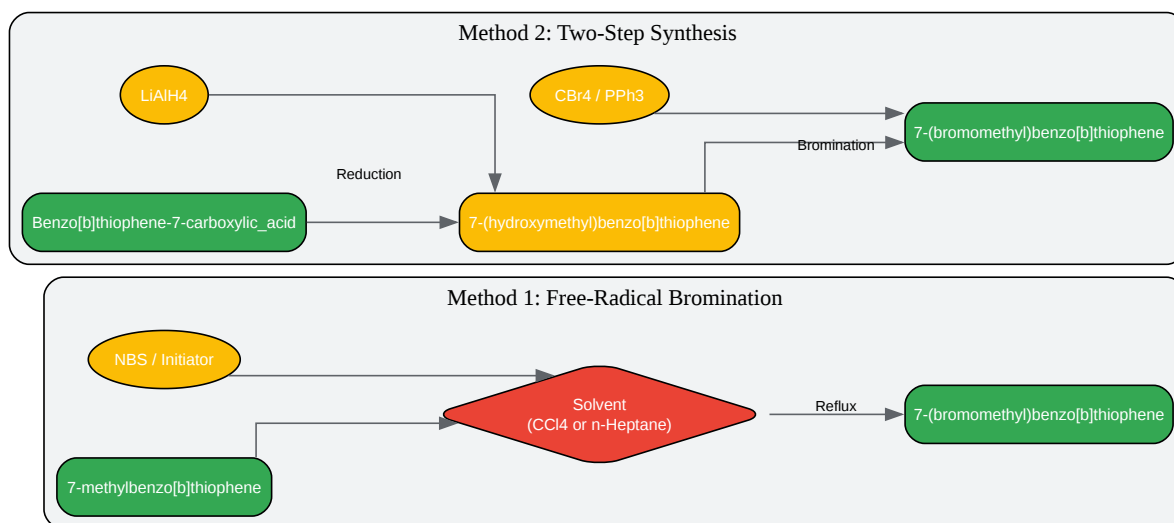 Method 2: Two-Step Synthesis
LiAlH4
CBr4 / PPh3
7-(bromomethyl)benzo[b]thiophene
Bromination
Reduction
Benzo[b]thiophene-7-carboxylic_acid
7-(hydroxymethyl)benzo[b]thiophene
Method 1: Free-Radical Bromination
NBS / Initiator
Solvent
(CCl4 or n-Heptane)
Reflux
7-(bromomethyl)benzo[b]thiophene
7-methylbenzo[b]thiophene